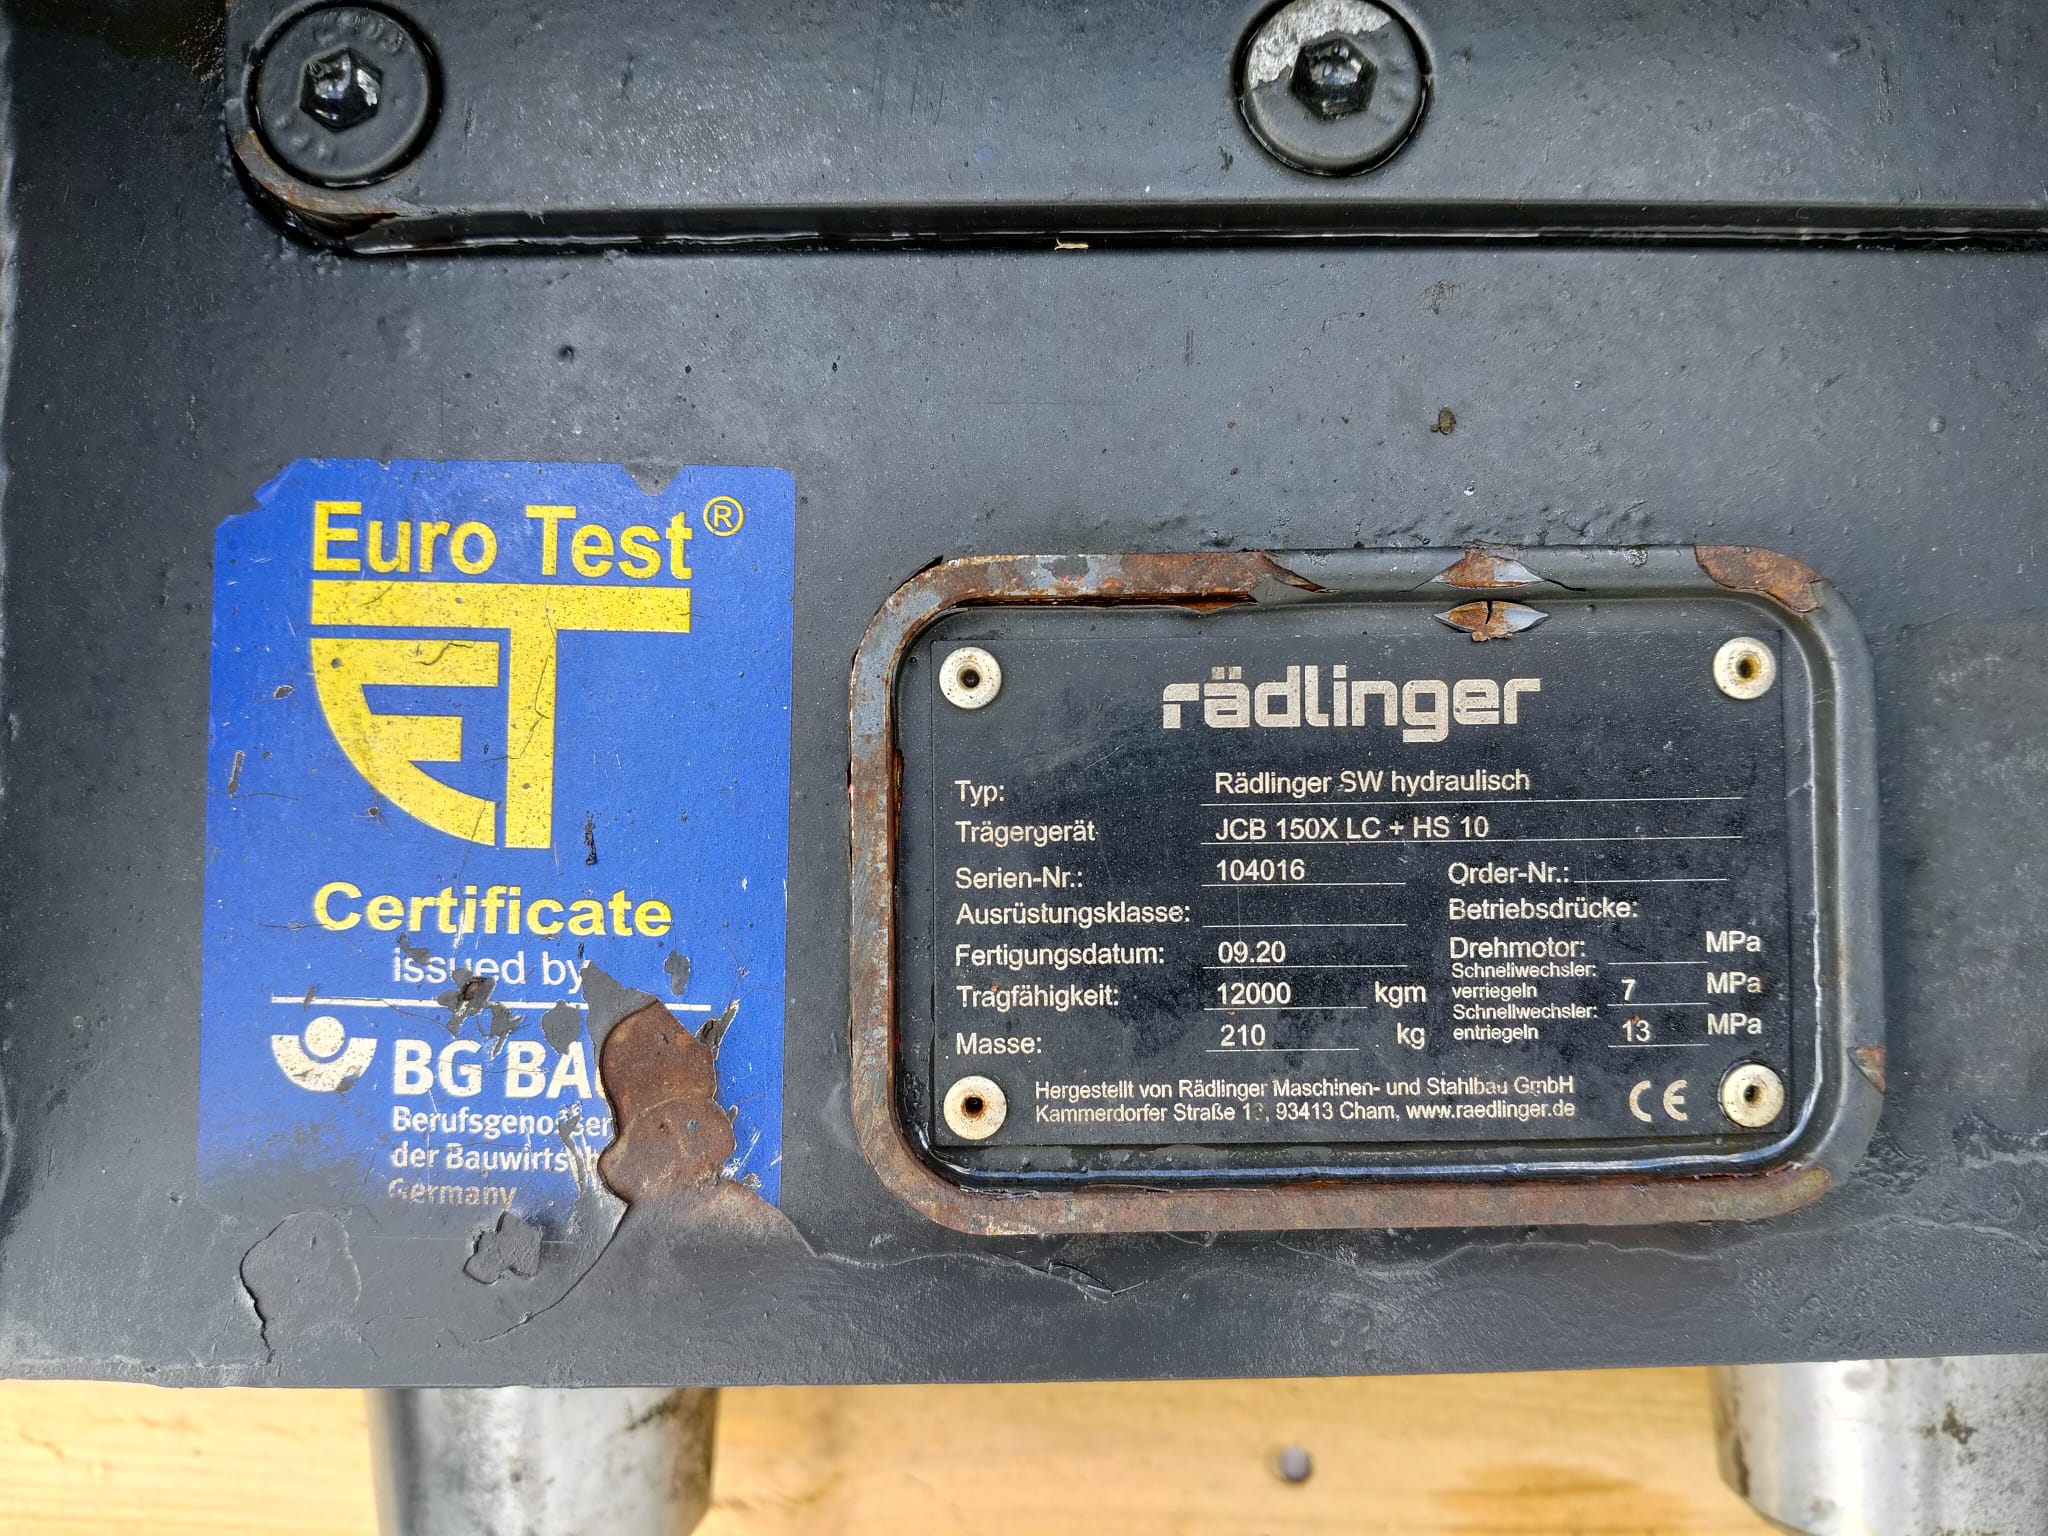 Euro Test®
ET
Certificate
issued by
BG
der
Germany
rädlinger
Typ: Rädlinger SW hydraulisch
Trägergerät JCB 150X LC + HS 10
Serien-Nr.: 104016 Order-Nr.:
Ausrüstungsklasse: Betriebsdrücke:
Fertigungsdatum: 09.20 Drehmotor: MPa
Schnellwechsler:
Tragfähigkeit: 12000 kgm verriegeln 7 MPa
Schnellwechsler:
Masse: 210 kg entriegeln 13 MPa
Hergestellt von Rädlinger Maschinen- und Stahlbau GmbH
Kammerdorfer Straße 93413 Cham, www.raedlinger.de
CE